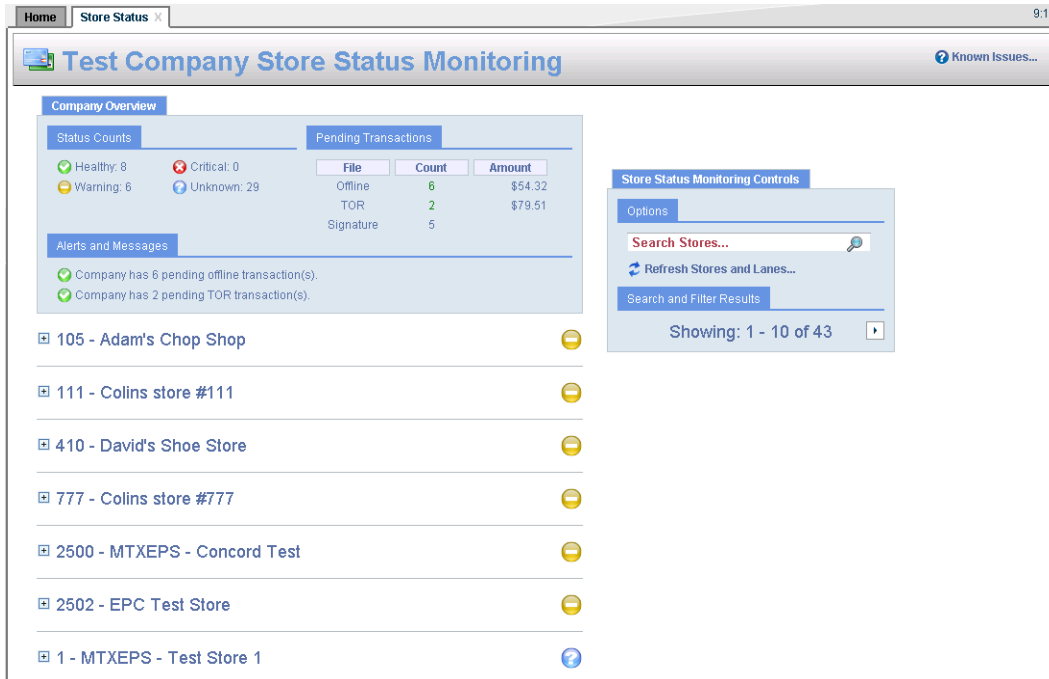 Home Store Status X 9:1
Test Company Store Status Monitoring
Known Issues...
Company Overview
Status Counts
Healthy: 8 Critical: 0
Warning: 6 Unknown: 29
Pending Transactions
File Count Amount
Offline 6 $54.32
TOR 2 $79.51
Signature 5
Alerts and Messages
Company has 6 pending offline transaction(s).
Company has 2 pending TOR transaction(s).
Store Status Monitoring Controls
Options
Search Stores...
Refresh Stores and Lanes...
Search and Filter Results
Showing: 1 - 10 of 43
105 - Adam's Chop Shop
111 - Colins store #111
410 - David's Shoe Store
777 - Colins store #777
2500 - MTXEPS - Concord Test
2502 - EPC Test Store
1 - MTXEPS - Test Store 1